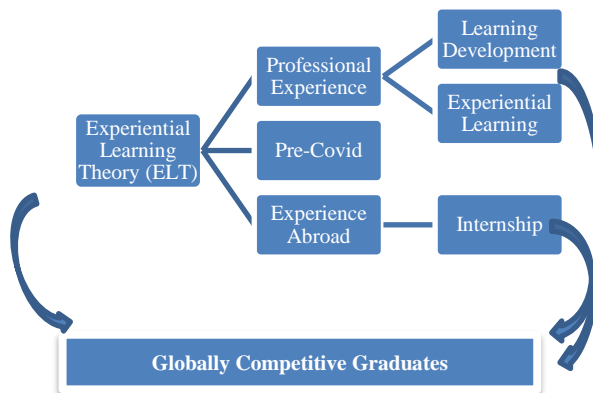 Learning
Development
Professional
Experience
Experiential
Learning
Experiential
Learning
Theory (ELT)
Pre-Covid
Experience
Abroad
Internship
Globally Competitive Graduates